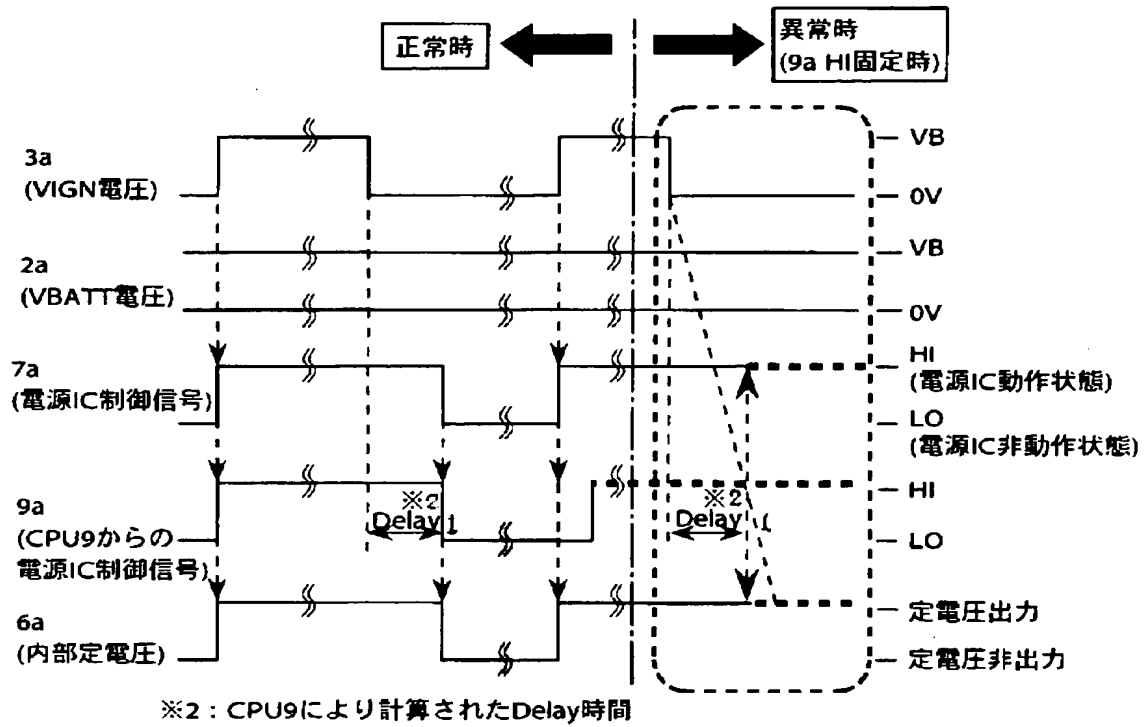 正常時
異常時
(9a HI固定時)
3a
(VIGN電圧)
VB
0V
2a
(VBATT電圧)
VB
0V
7a
(電源IC制御信号)
HI
(電源IC動作状態)
LO
(電源IC非動作状態)
9a
(CPU9からの
電源IC制御信号)
※2
Delay1
※2
Delay 1
HI
LO
6a
(内部定電圧)
定電圧出力
定電圧非出力
※2：CPU9により計算されたDelay時間